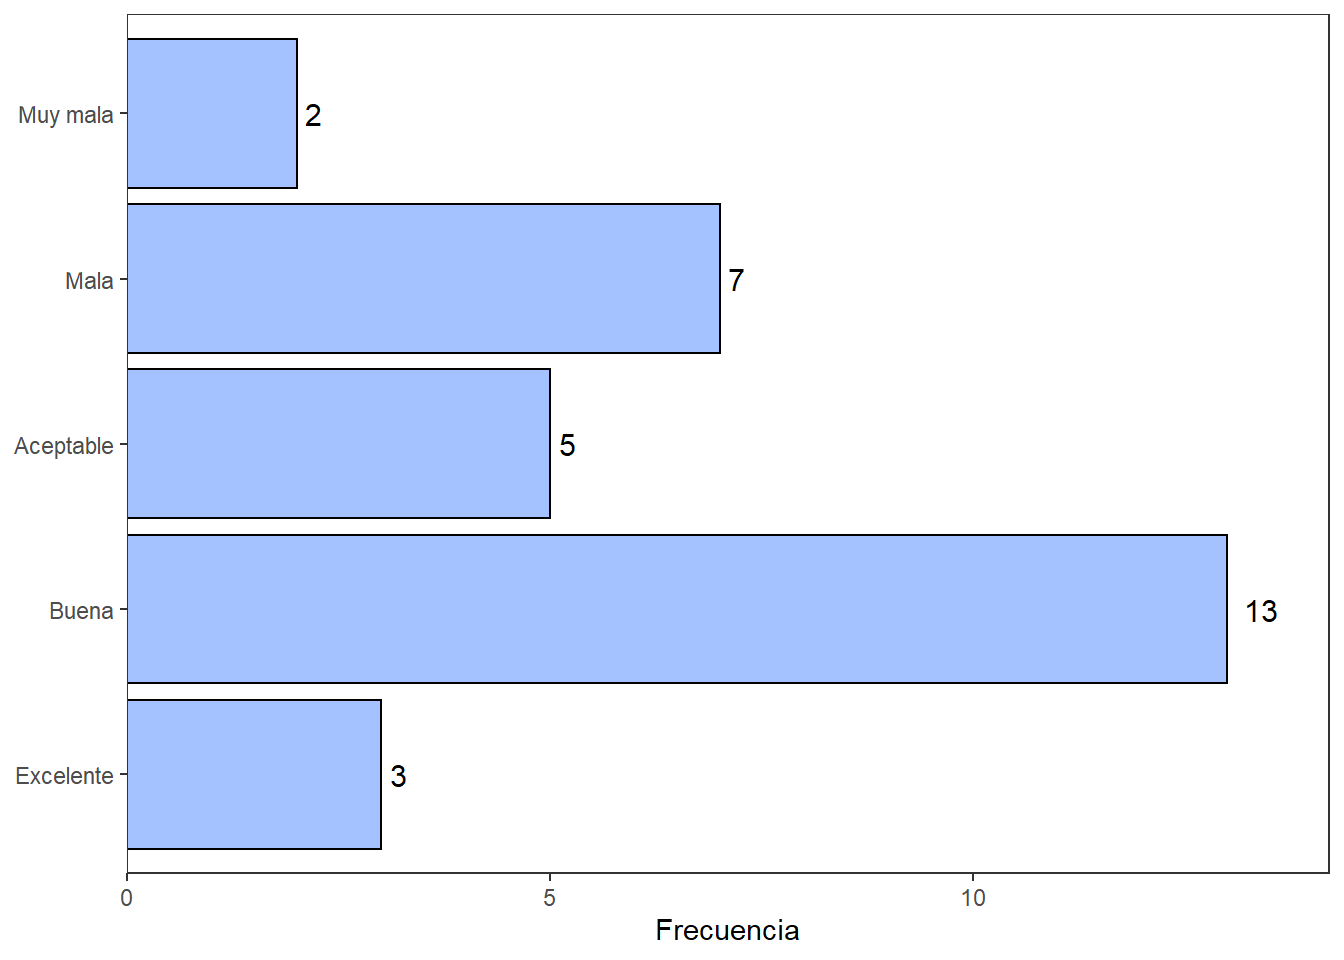 Muy mala 2
Mala 7
Aceptable 5
Buena 13
Excelente 3
0 5 10
Frecuencia